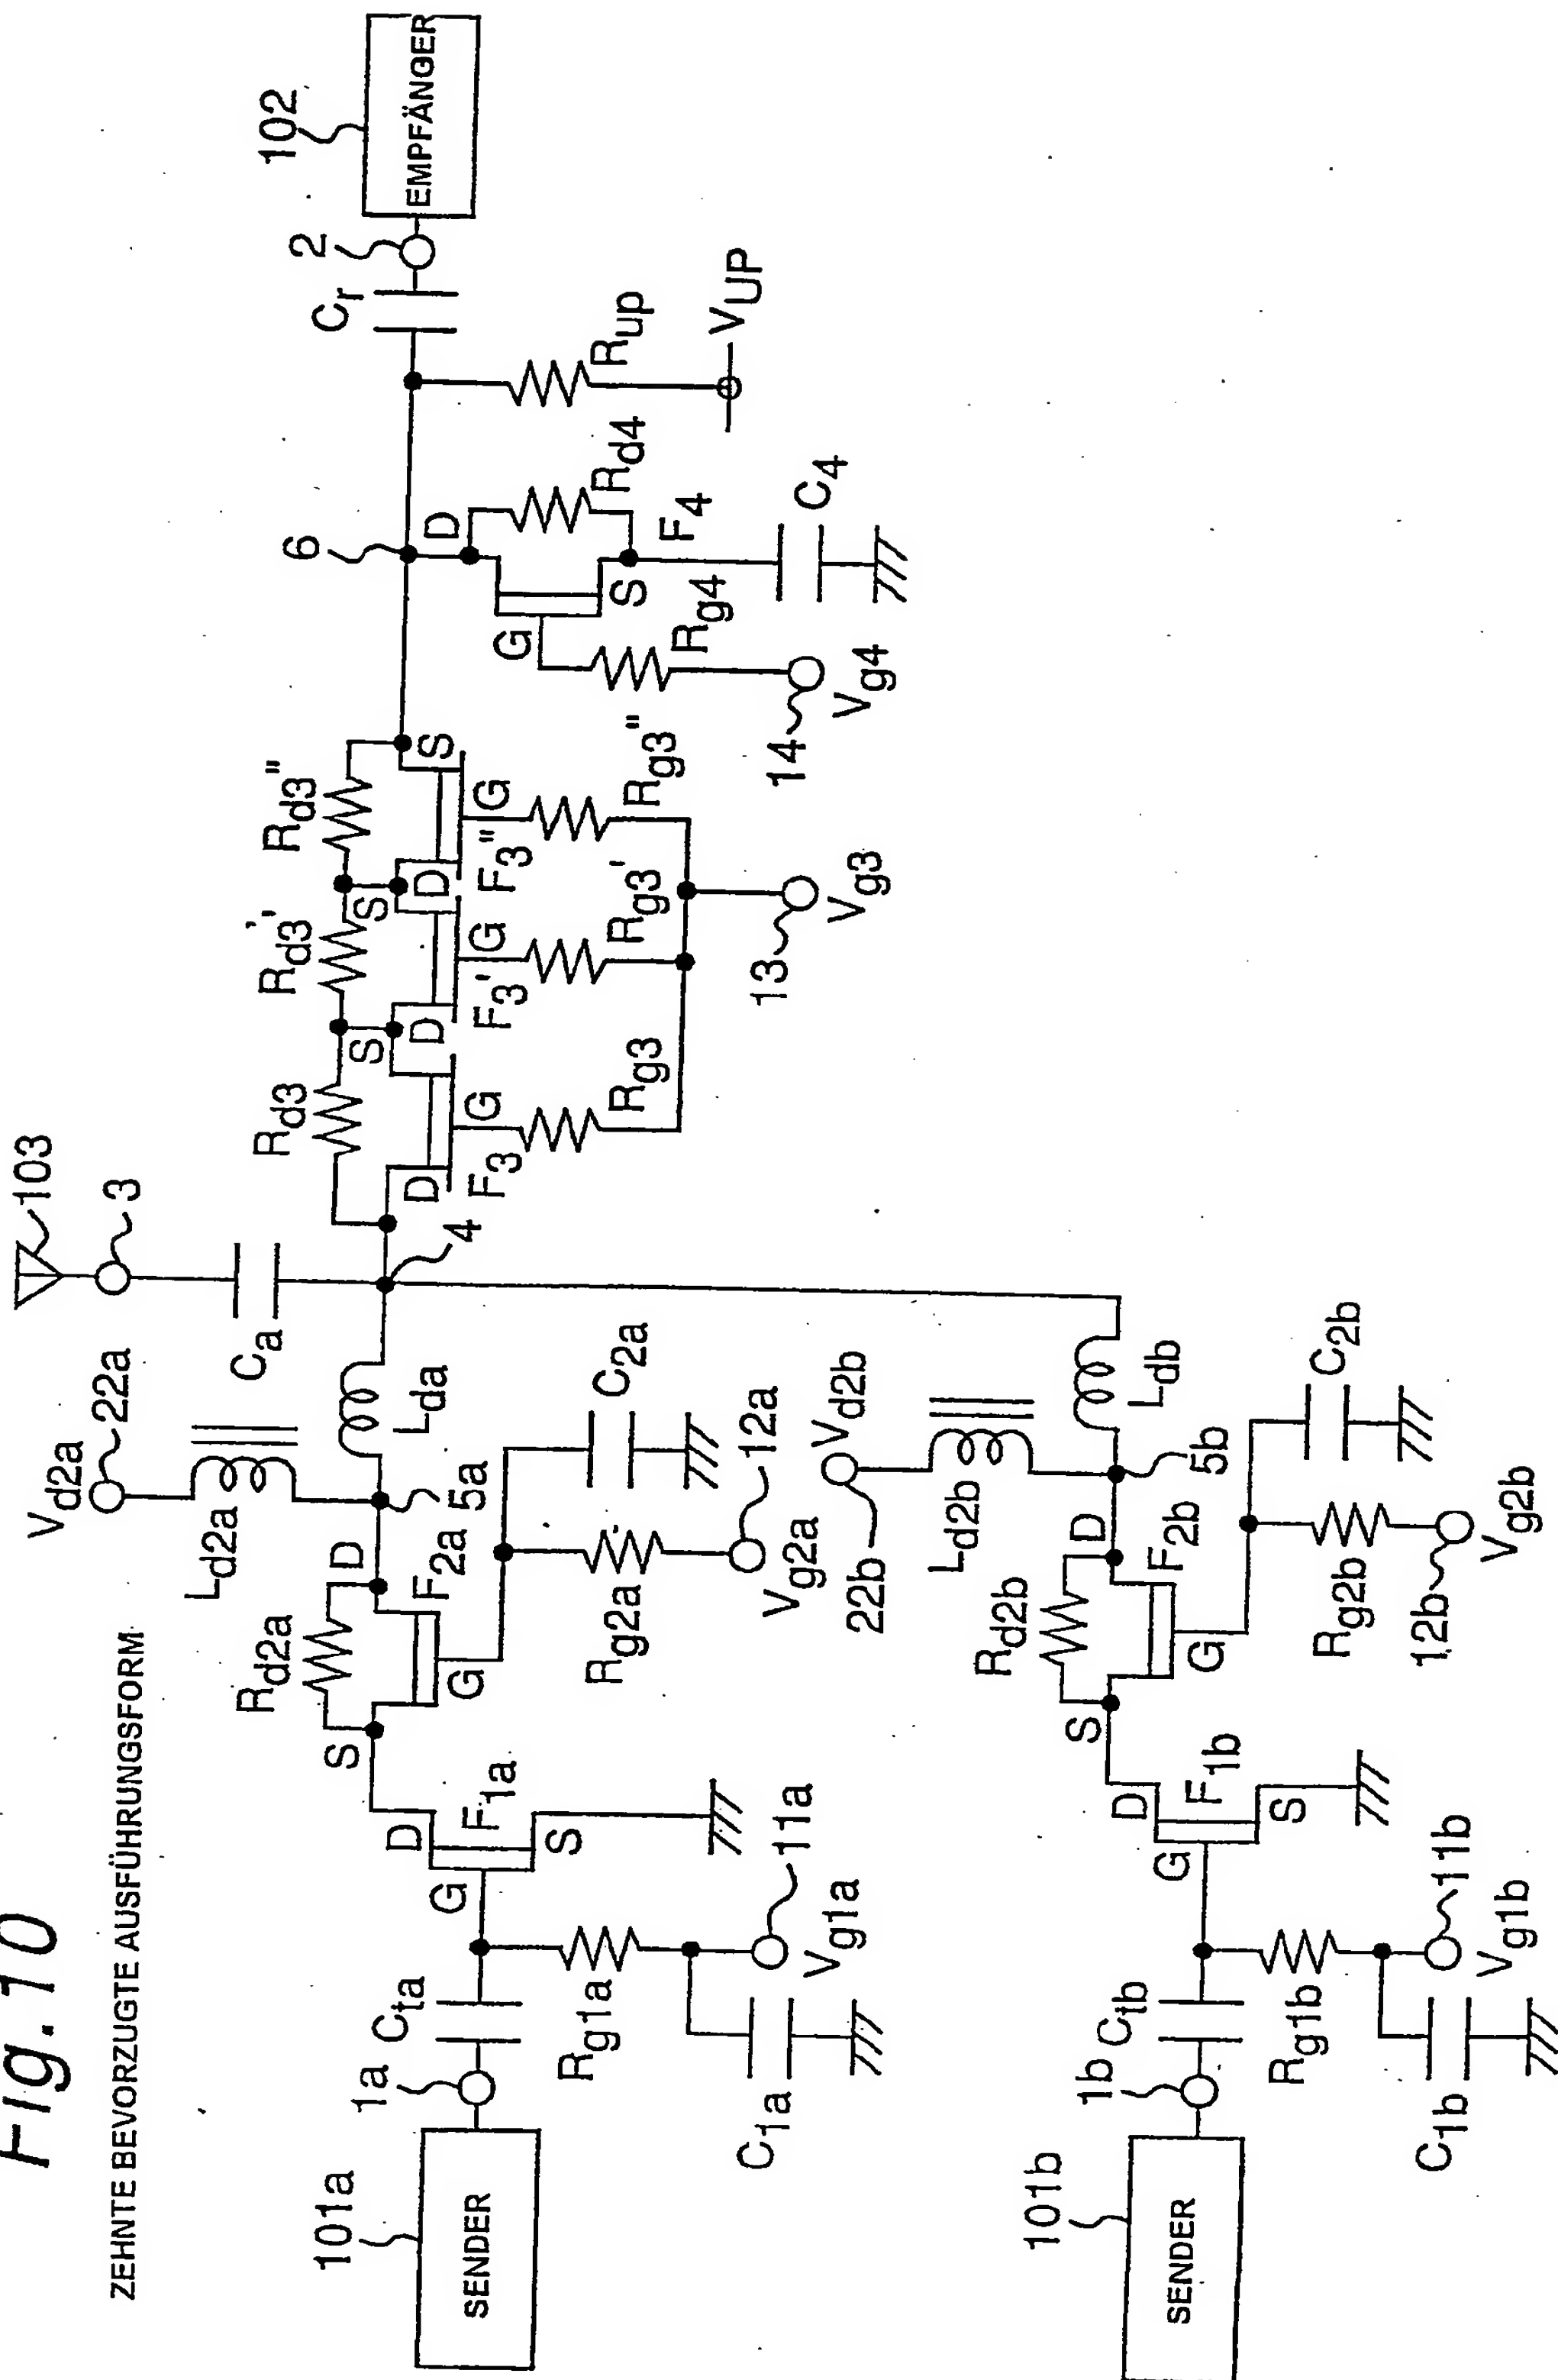 Fig.10
ZEHNTE BEVORZUGTE AUSFÜHRUNGSFORM
103
3
Ca
4
Vd2a
22a
Ld2a
Lda
5a
Rd2a
D
F2a
S
G
Rg2a
C2a
12a
Vg2a
D
F1a
G
S
101a
SENDER
1a
Cta
Rg1a
C1a
11a
Vg1a
Rd3
Rd3'
Rd3"
D
S
D
S
D
S
F3
F3'
F3"
G
G
G
Rg3
Rg3'
Rg3"
13
Vg3
6
D
G
S
Rd4
F4
Rg4
C4
14
Vg4
Rup
VUP
Cr
2
102
EMPFÄNGER
22b
Vd2b
Ld2b
Ldb
5b
Rd2b
D
F2b
S
G
Rg2b
C2b
12b
Vg2b
D
F1b
G
S
101b
SENDER
1b
Ctb
Rg1b
C1b
11b
Vg1b